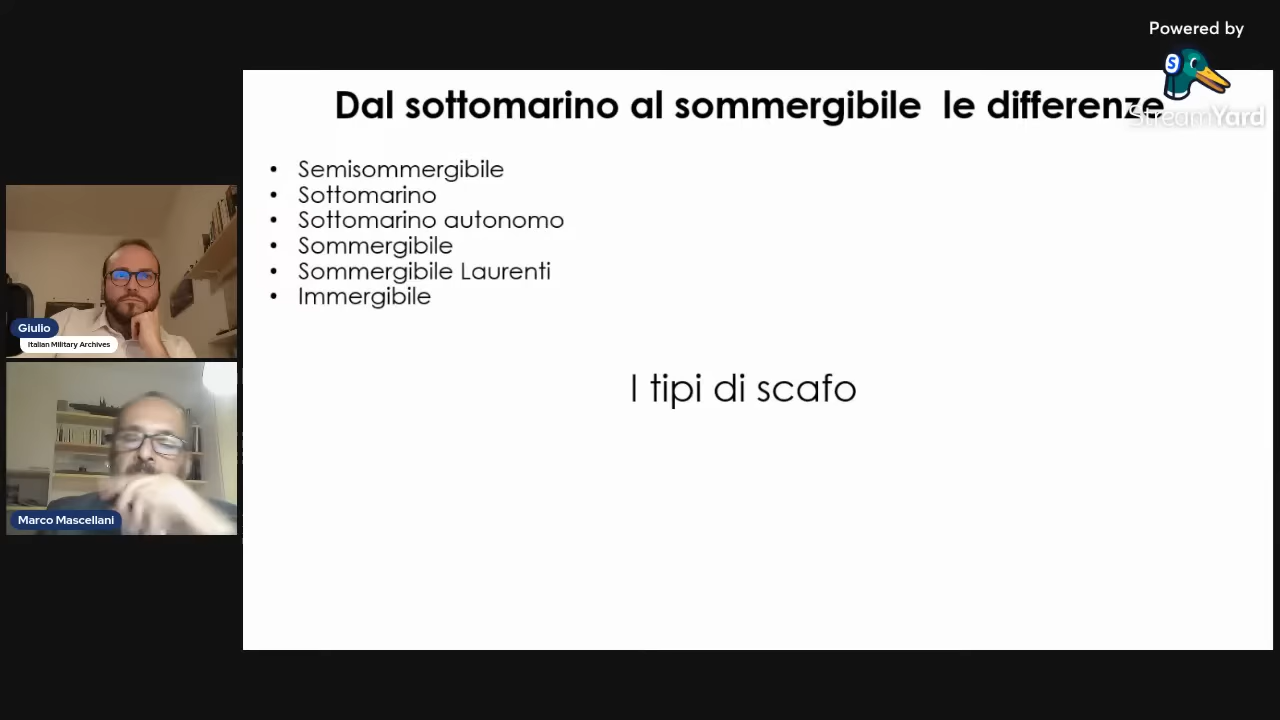 Powered by
StreamYard
Dal sottomarino al sommergibile le differenze
• Semisommergibile
• Sottomarino
• Sottomarino autonomo
• Sommergibile
• Sommergibile Laurenti
• Immergibile
I tipi di scafo
Giulio
Italian Military Archives
Marco Mascellani